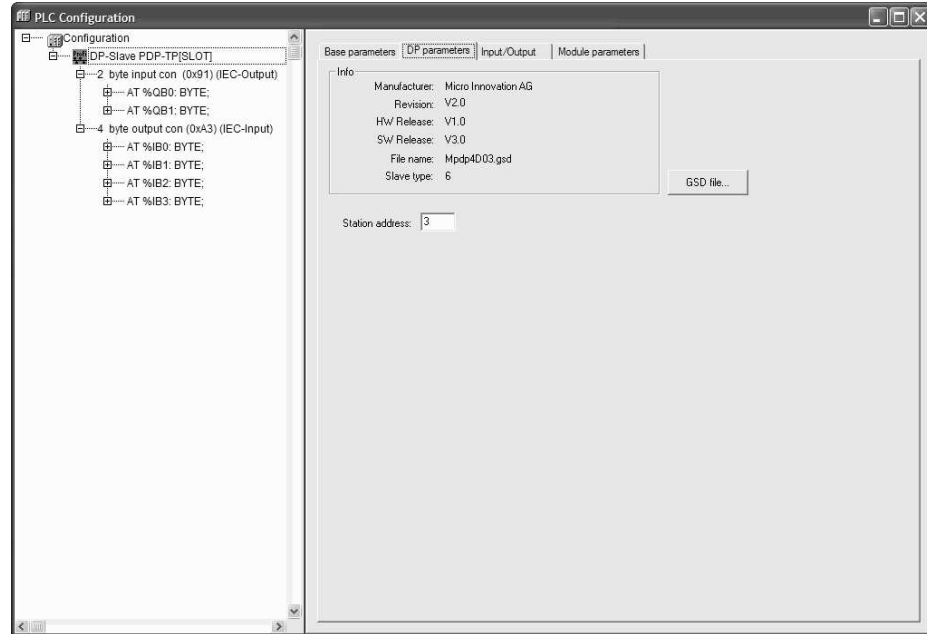 PLC Configuration
Configuration
DP-Slave PDP-TP[SLOT]
2 byte input con (0x91) (IEC-Output)
AT %QB0: BYTE;
AT %QB1: BYTE;
4 byte output con (0xA3) (IEC-Input)
AT %IB0: BYTE;
AT %IB1: BYTE;
AT %IB2: BYTE;
AT %IB3: BYTE;
Base parameters DP parameters Input/Output Module parameters
Info
Manufacturer: Micro Innovation AG
Revision: V2.0
HW Release: V1.0
SW Release: V3.0
File name: Mpdp4D03.gsd
Slave type: 6
GSD file...
Station address: 3